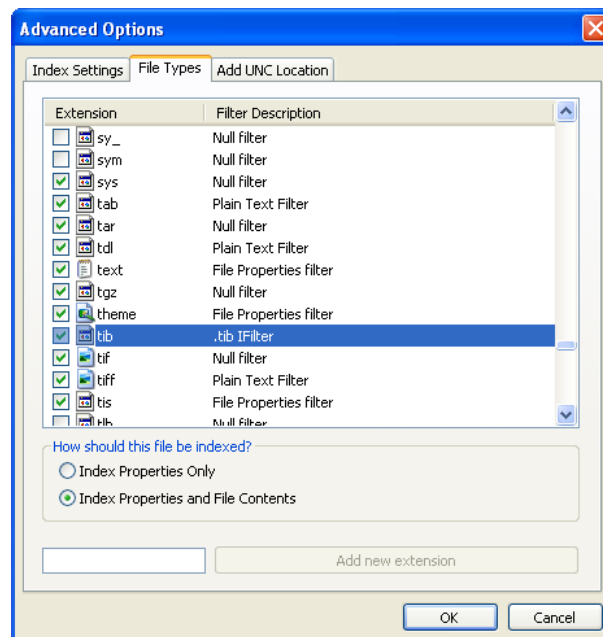 Advanced Options
Index Settings File Types Add UNC Location
Extension Filter Description
sy_ Null filter
sym Null filter
sys Null filter
tab Plain Text Filter
tar Null filter
tdl Plain Text Filter
text File Properties filter
tgz Null filter
theme File Properties filter
tib .tib IFilter
tif Null filter
tiff Plain Text Filter
tis File Properties filter
tlb Null filter
How should this file be indexed?
Index Properties Only
Index Properties and File Contents
Add new extension
OK Cancel